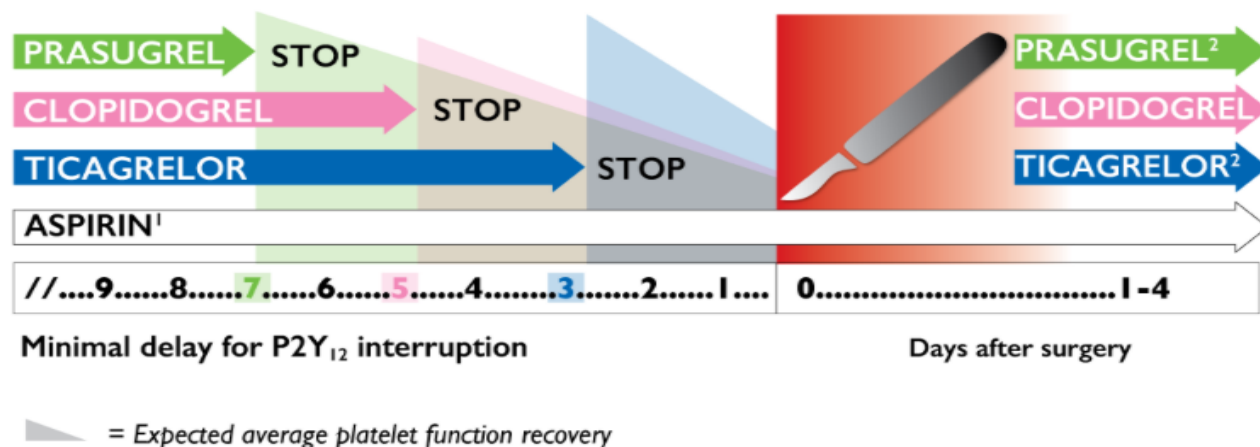 PRASUGREL STOP PRASUGREL²
CLOPIDOGREL STOP CLOPIDOGREL
TICAGRELOR STOP TICAGRELOR²
ASPIRIN¹
//....9......8......7......6......5......4........3........2......1.... 0...............................1-4
Minimal delay for P2Y₁₂ interruption Days after surgery
= Expected average platelet function recovery